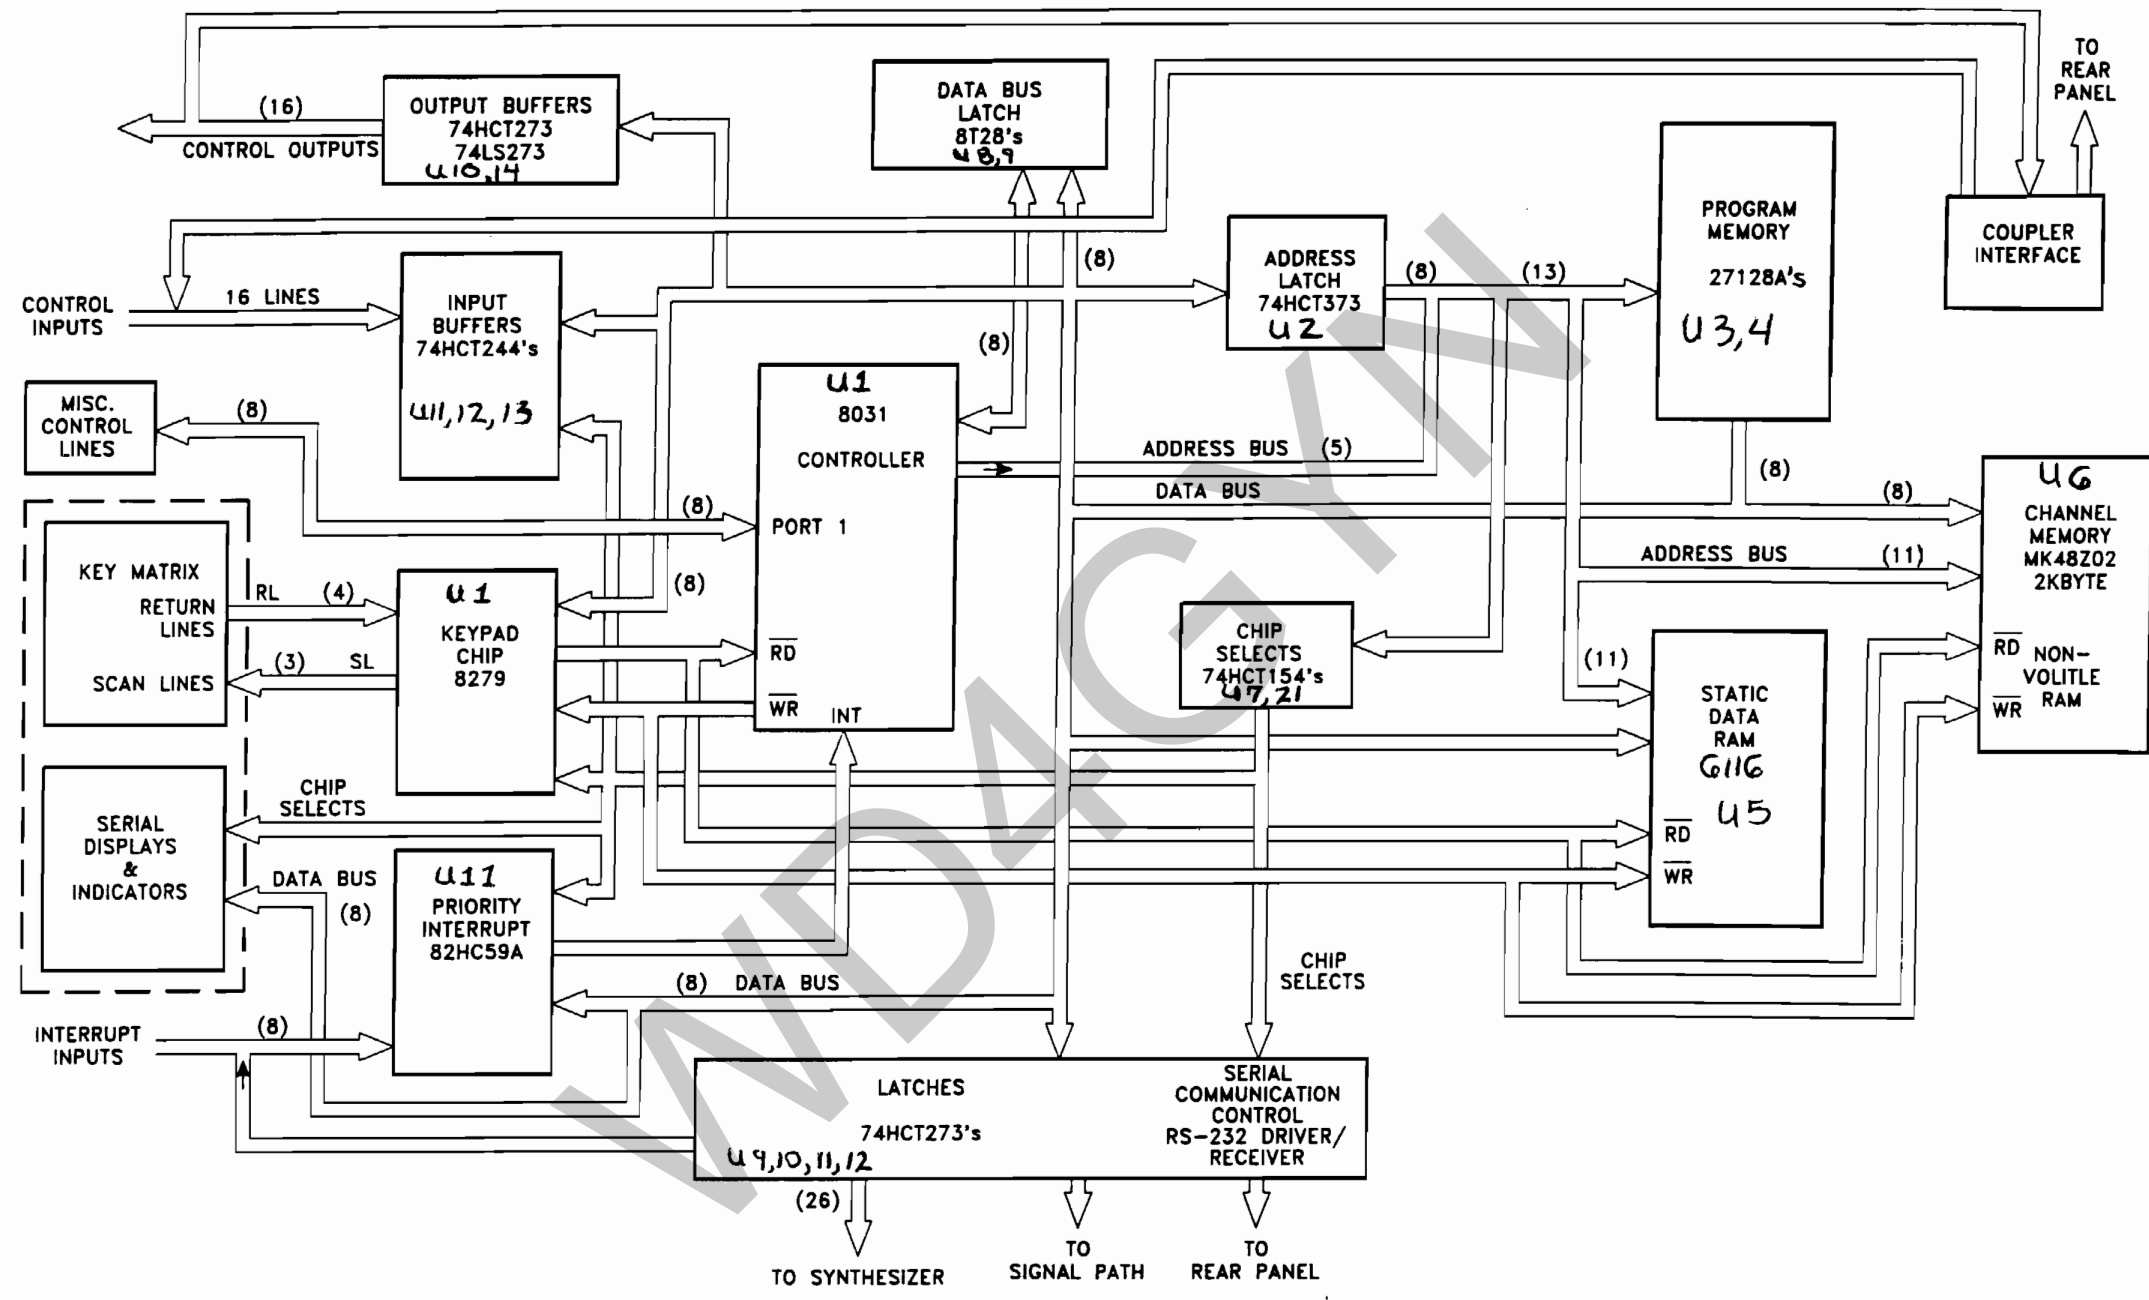 TO
REAR
PANEL
OUTPUT BUFFERS
74HCT273
74LS273
U10,14
(16)
CONTROL OUTPUTS
DATA BUS
LATCH
8T28's
U8,9
PROGRAM
MEMORY
27128A's
U3,4
COUPLER
INTERFACE
ADDRESS
LATCH
74HCT373
U2
(8)
(8)
(13)
CONTROL
INPUTS
16 LINES
INPUT
BUFFERS
74HCT244's
U11,12,13
(8)
MISC.
CONTROL
LINES
(8)
U1
8031
CONTROLLER
PORT 1
RD
WR
INT
(8)
ADDRESS BUS (5)
DATA BUS
(8)
(8)
U6
CHANNEL
MEMORY
MK48Z02
2KBYTE
RD
NON-
VOLITLE
RAM
WR
ADDRESS BUS
(11)
KEY MATRIX
RETURN
LINES
SCAN LINES
RL
(4)
(3)
SL
U1
KEYPAD
CHIP
8279
(8)
CHIP
SELECTS
74HCT154's
U7,21
(11)
STATIC
DATA
RAM
6116
U5
RD
WR
SERIAL
DISPLAYS
&
INDICATORS
CHIP
SELECTS
DATA BUS
(8)
U11
PRIORITY
INTERRUPT
82HC59A
(8)
DATA BUS
CHIP
SELECTS
INTERRUPT
INPUTS
(8)
LATCHES
74HCT273's
U9,10,11,12
SERIAL
COMMUNICATION
CONTROL
RS-232 DRIVER/
RECEIVER
(26)
TO SYNTHESIZER
TO
SIGNAL PATH
TO
REAR PANEL
WD4GYN